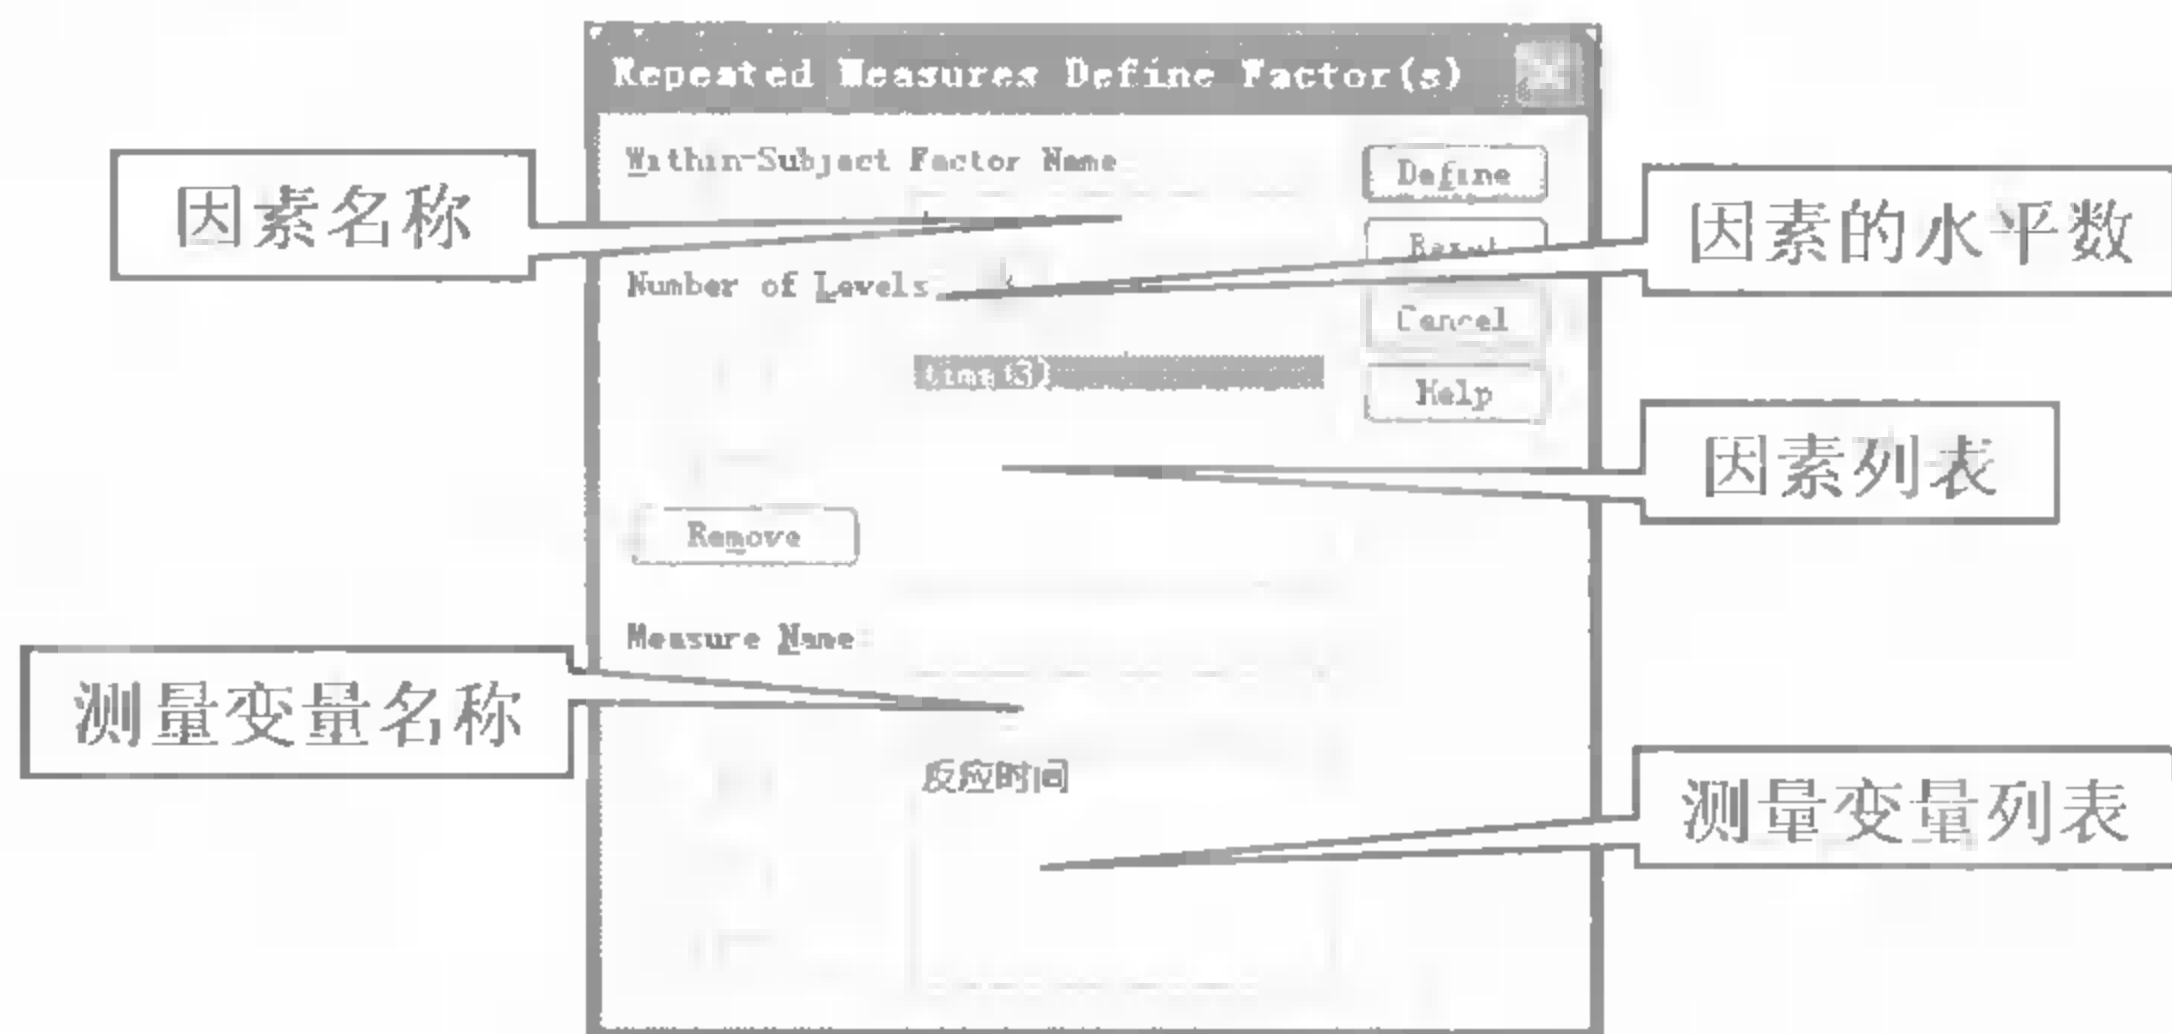 Repeated Measures Define Factor(s)
Within-Subject Factor Name
因素名称
Define
因素的水平数
Number of Levels:
Cancel
time(3)
Help
因素列表
Remove
Measure Name:
测量变量名称
反应时间
测量变量列表